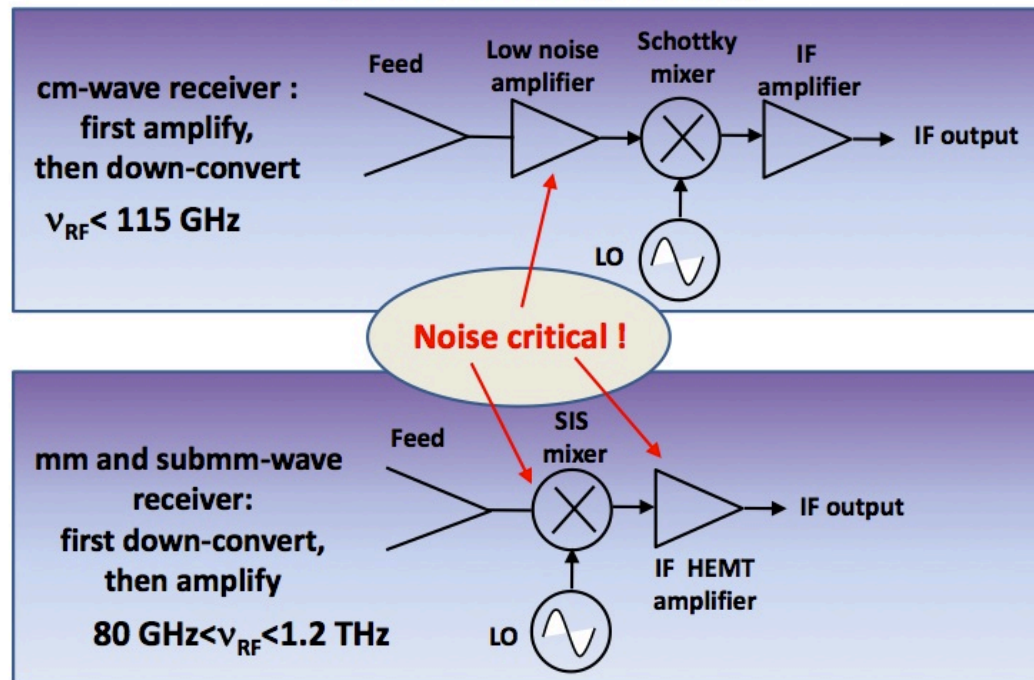 cm-wave receiver :
first amplify,
then down-convert
νRF< 115 GHz
Feed
Low noise
amplifier
Schottky
mixer
IF
amplifier
IF output
LO
Noise critical !
mm and submm-wave
receiver:
first down-convert,
then amplify
80 GHz<νRF<1.2 THz
Feed
SIS
mixer
IF output
IF HEMT
amplifier
LO